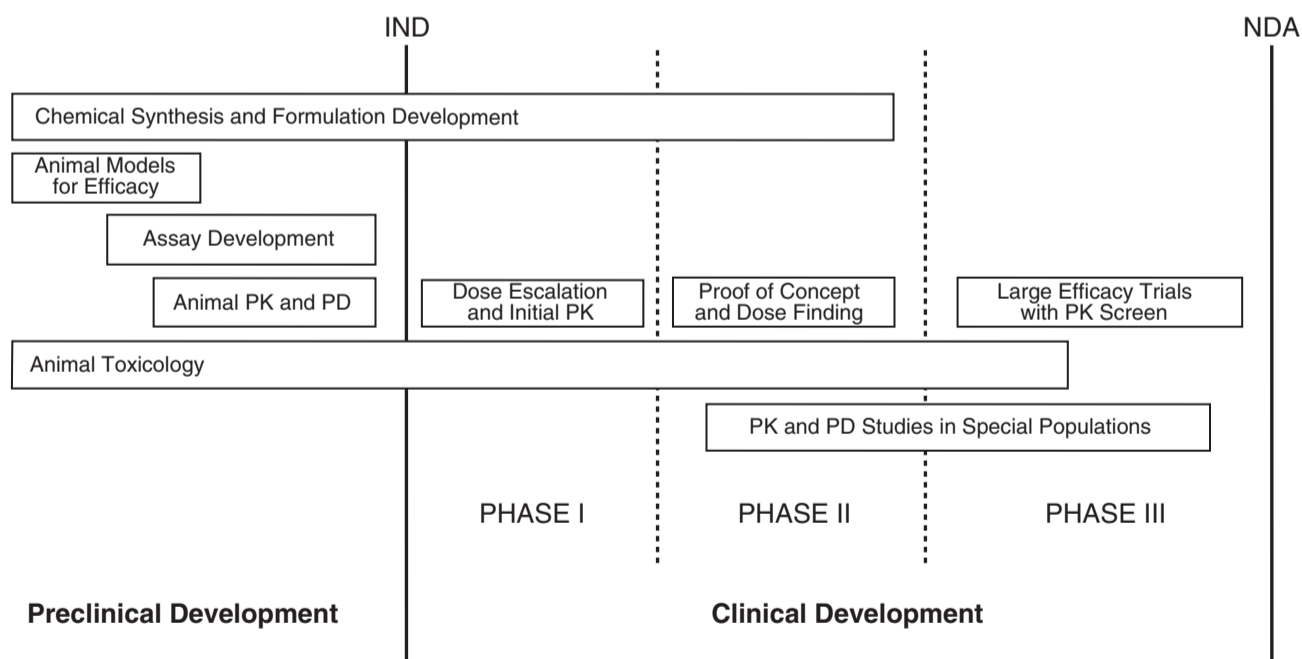 IND
NDA
Chemical Synthesis and Formulation Development
Animal Models
for Efficacy
Assay Development
Animal PK and PD
Dose Escalation
and Initial PK
Proof of Concept
and Dose Finding
Large Efficacy Trials
with PK Screen
Animal Toxicology
PK and PD Studies in Special Populations
PHASE I
PHASE II
PHASE III
Preclinical Development
Clinical Development